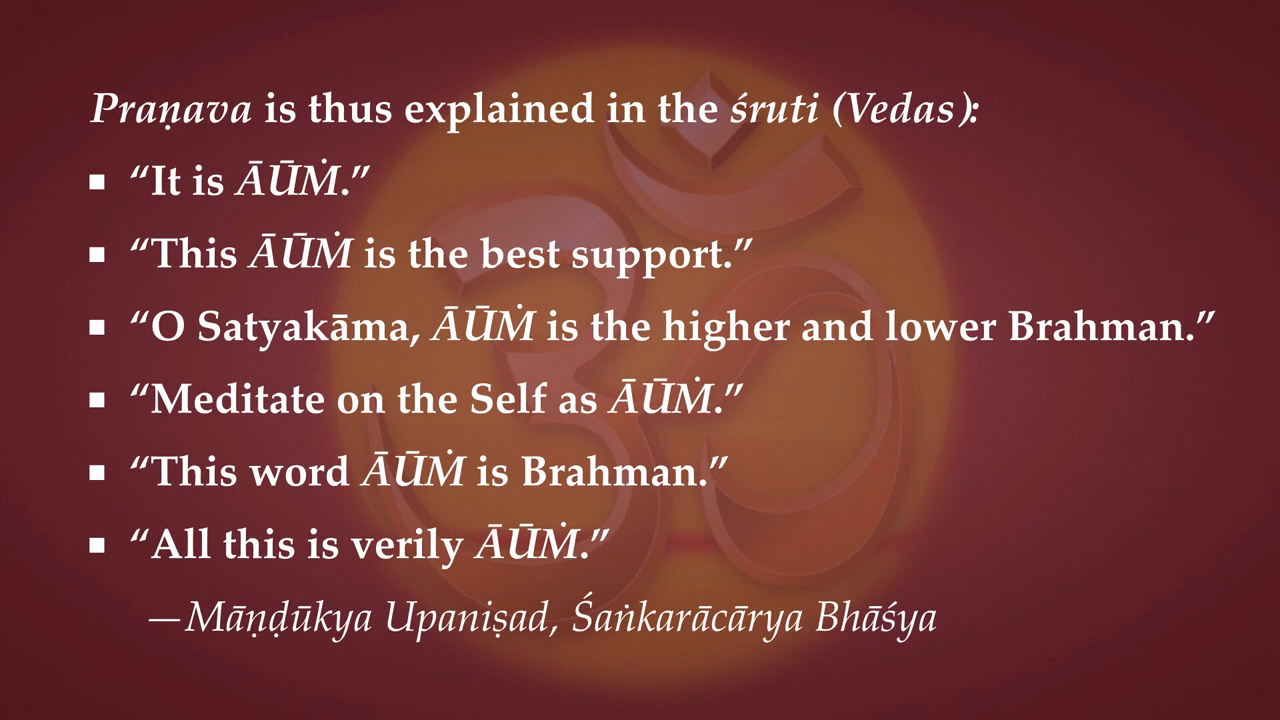 Praṇava is thus explained in the śruti (Vedas):
▪ “It is ĀŪṀ.”
▪ “This ĀŪṀ is the best support.”
▪ “O Satyakāma, ĀŪṀ is the higher and lower Brahman.”
▪ “Meditate on the Self as ĀŪṀ.”
▪ “This word ĀŪṀ is Brahman.”
▪ “All this is verily ĀŪṀ.”
—Māṇḍūkya Upaniṣad, Śaṅkarācārya Bhāśya